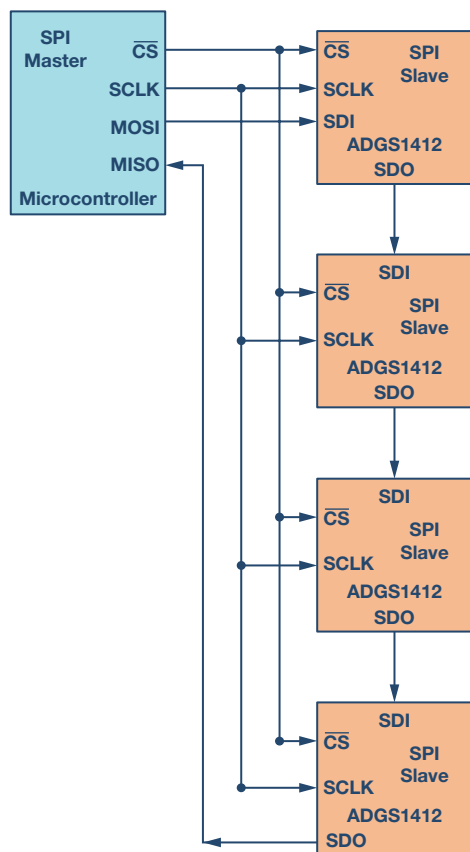 SPI
Master
CS
SCLK
MOSI
MISO
Microcontroller
CS
SPI
Slave
SCLK
SDI
ADGS1412
SDO
SDI
CS
SPI
Slave
SCLK
ADGS1412
SDO
SDI
CS
SPI
Slave
SCLK
ADGS1412
SDO
SDI
CS
SPI
Slave
SCLK
ADGS1412
SDO